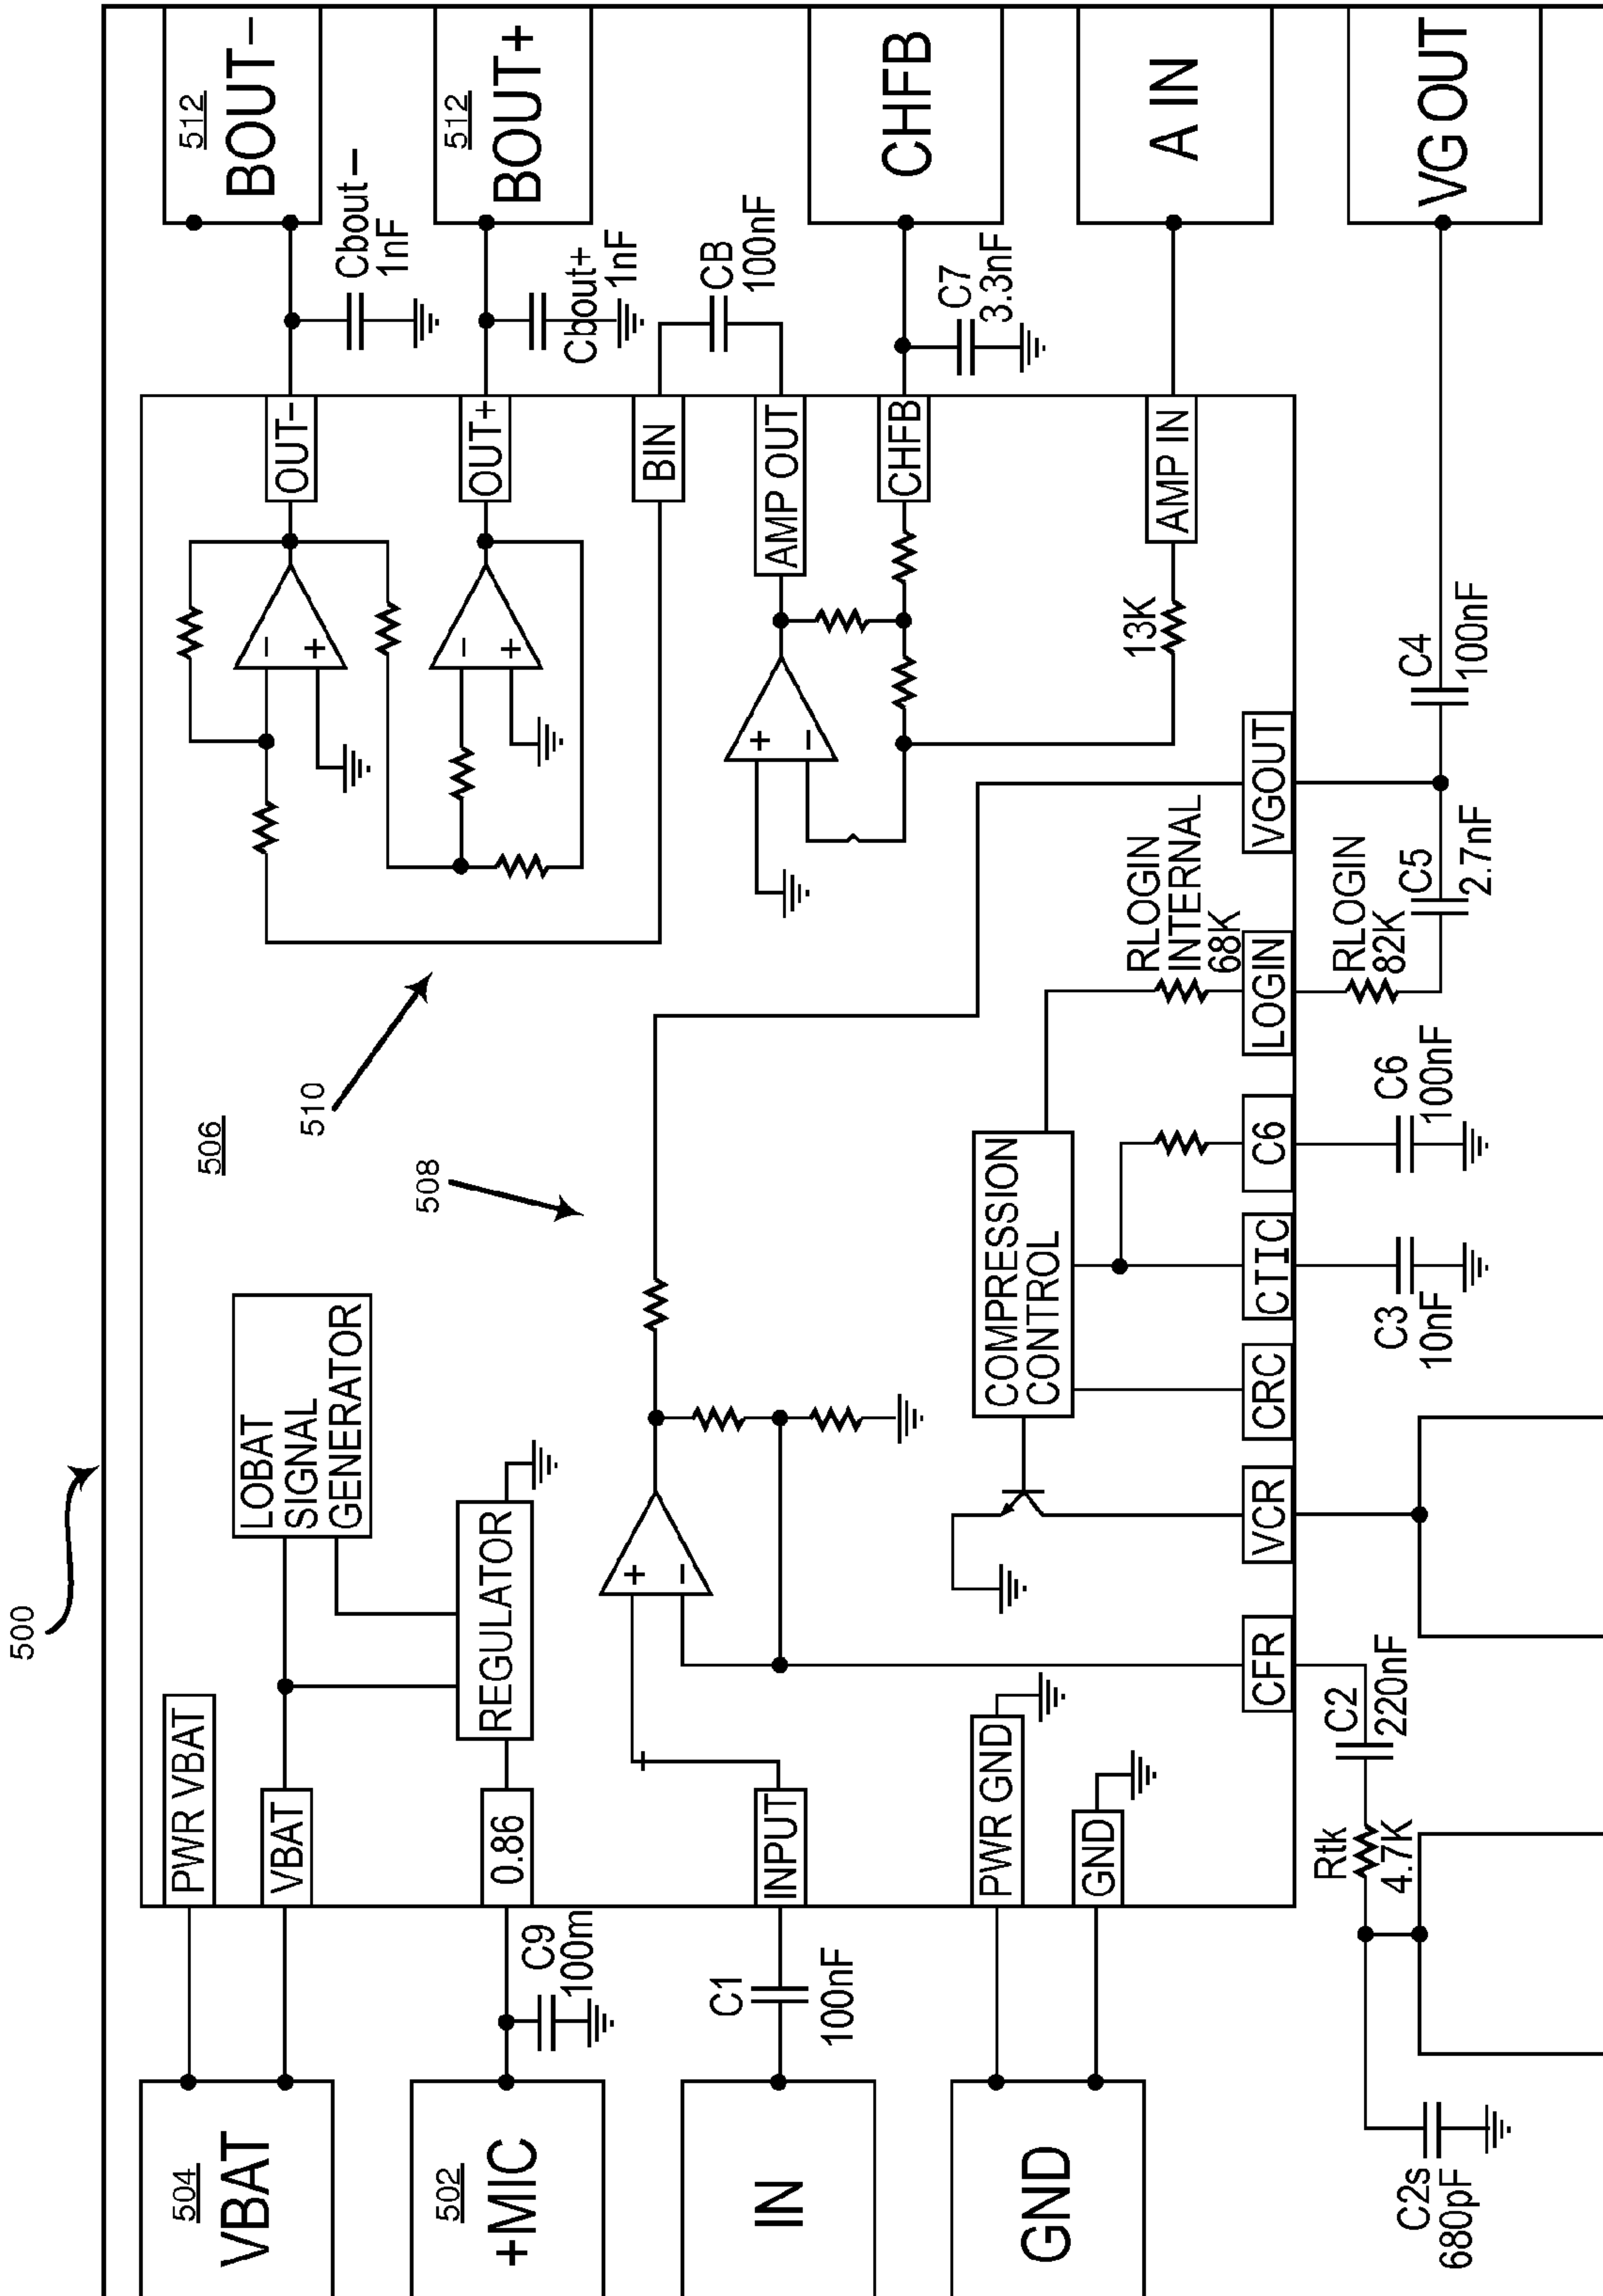 500
504
VBAT
502
+MIC
IN
GND
C9
100m
C1
100nF
C2s
680pF
PWR VBAT
VBAT
0.86
INPUT
PWR GND
GND
Rtk
4.7K
C2
220nF
LOBAT
SIGNAL
GENERATOR
REGULATOR
+
−
506
508
510
COMPRESSION
CONTROL
CFR
VCR
CRC
CTIC
C6
LOGIN
VGOUT
C3
10nF
C6
100nF
RLOGIN
INTERNAL
68K
RLOGIN
82K
C5
2.7nF
C4
100nF
−
+
−
+
+
−
13K
OUT−
OUT+
BIN
AMP OUT
CHFB
AMP IN
Cbout−
1nF
Cbout+
1nF
CB
100nF
C7
3.3nF
512
BOUT−
512
BOUT+
CHFB
A IN
VG OUT